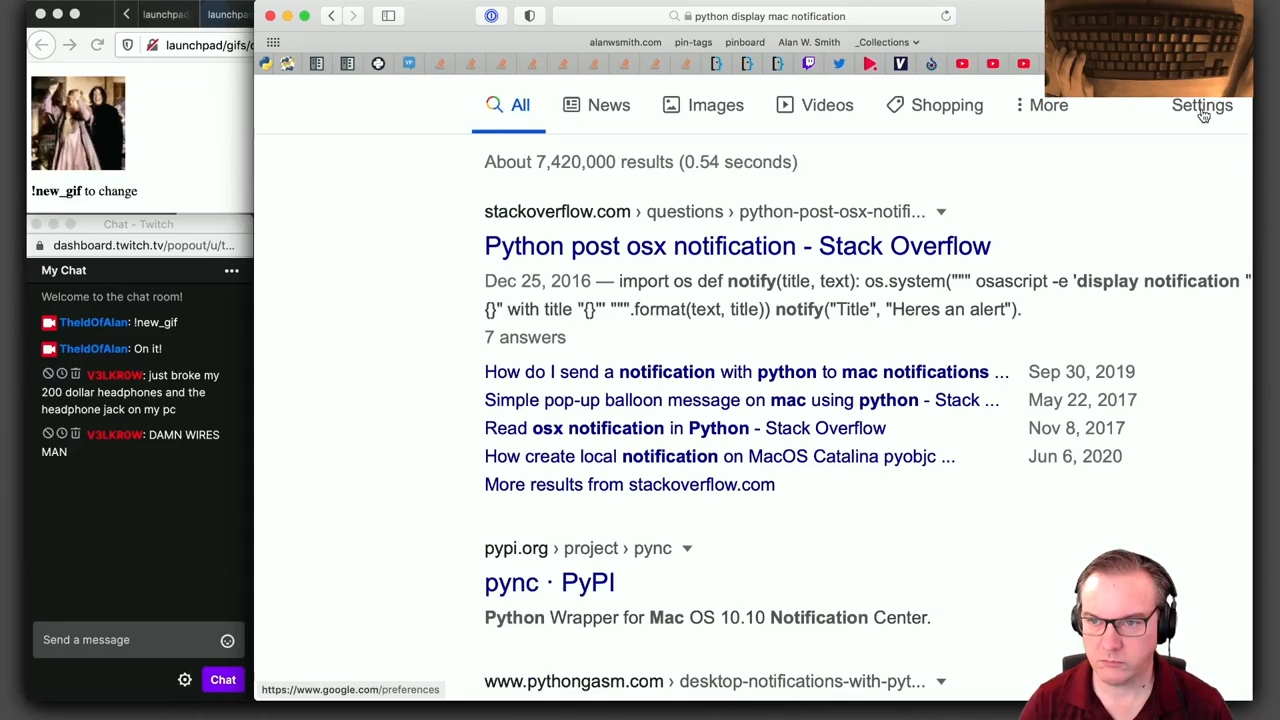 launchpad
launchpad
launchpad/gifs/
!new_gif to change
Chat - Twitch
dashboard.twitch.tv/popout/u/t...
My Chat
Welcome to the chat room!
TheIdOfAlan: !new_gif
TheIdOfAlan: On it!
V3LKR0W: just broke my
200 dollar headphones and the
headphone jack on my pc
V3LKR0W: DAMN WIRES
MAN
Send a message
Chat
python display mac notification
alanwsmith.com pin-tags pinboard Alan W. Smith _Collections
All News Images Videos Shopping More Settings
About 7,420,000 results (0.54 seconds)
stackoverflow.com › questions › python-post-osx-notifi...
Python post osx notification - Stack Overflow
Dec 25, 2016 — import os def notify(title, text): os.system(""" osascript -e 'display notification "
{}" with title "{}"' """.format(text, title)) notify("Title", "Heres an alert").
7 answers
How do I send a notification with python to mac notifications ... Sep 30, 2019
Simple pop-up balloon message on mac using python - Stack ... May 22, 2017
Read osx notification in Python - Stack Overflow Nov 8, 2017
How create local notification on MacOS Catalina pyobjc ... Jun 6, 2020
More results from stackoverflow.com
pypi.org › project › pync
pync · PyPI
Python Wrapper for Mac OS 10.10 Notification Center.
www.pythongasm.com › desktop-notifications-with-pyt...
https://www.google.com/preferences